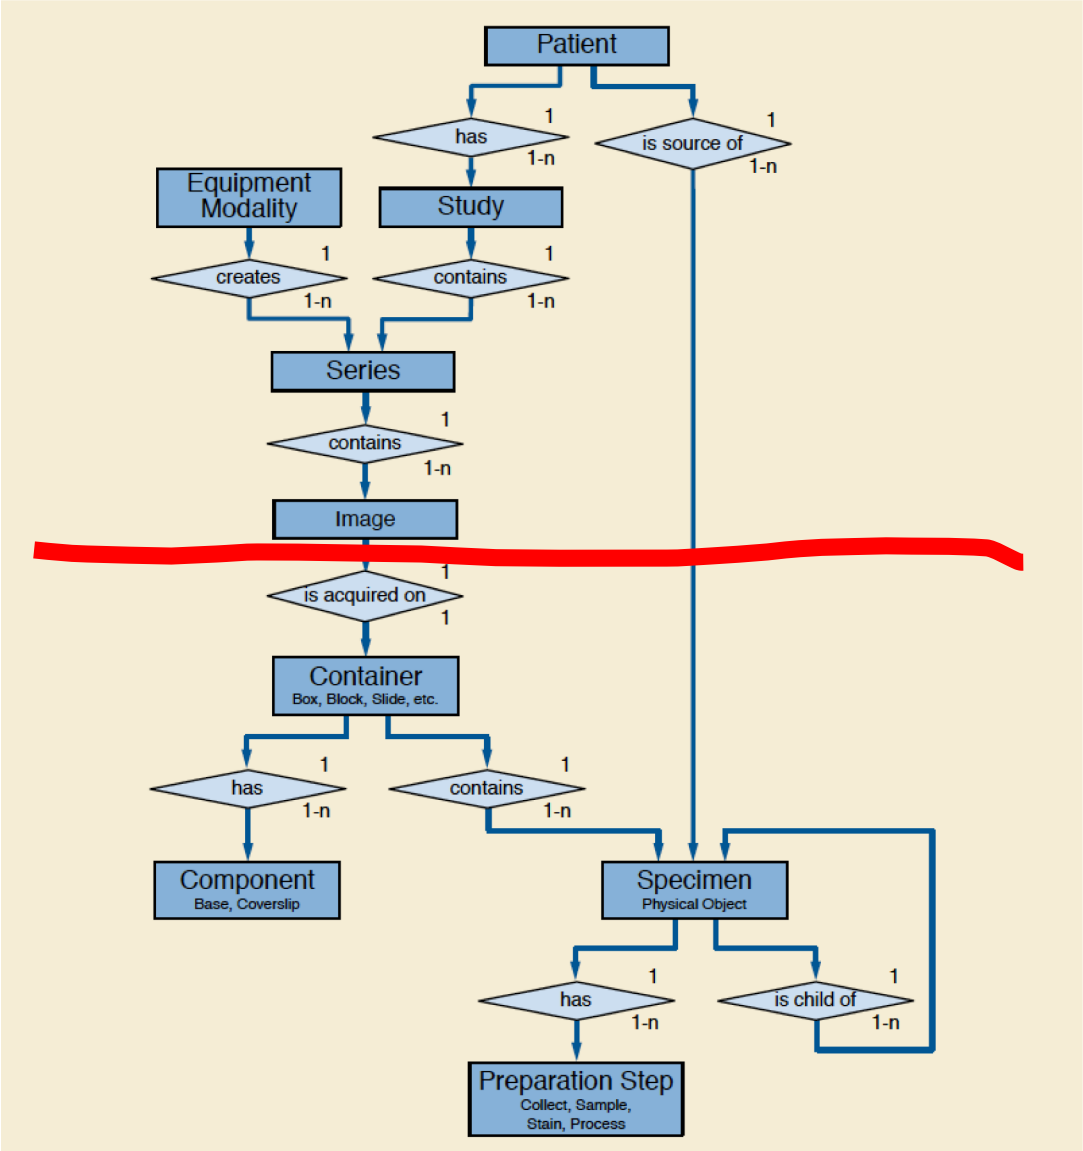 Patient
1
has
1-n
1
is source of
1-n
Equipment
Modality
Study
1
creates
1-n
1
contains
1-n
Series
1
contains
1-n
Image
1
is acquired on
1
Container
Box, Block, Slide, etc.
1
has
1-n
1
contains
1-n
Component
Base, Coverslip
Specimen
Physical Object
1
has
1-n
1
is child of
1-n
Preparation Step
Collect, Sample,
Stain, Process